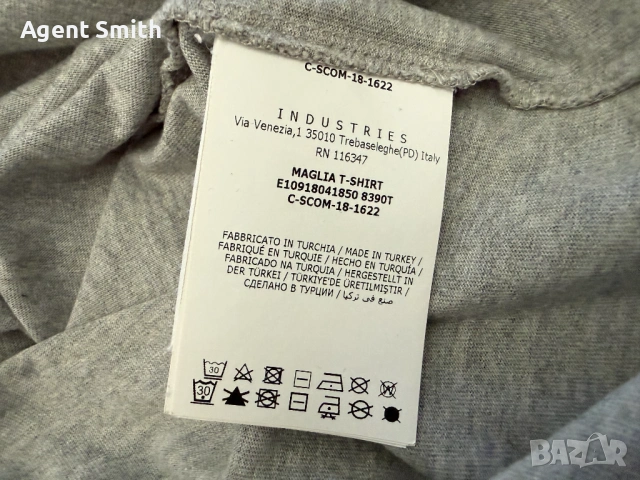 Agent Smith
C-SCOM-18-1622
INDUSTRIES
Via Venezia,1 35010 Trebaseleghe(PD) Italy
RN 116347
MAGLIA T-SHIRT
E10918041850 8390T
C-SCOM-18-1622
FABBRICATO IN TURCHIA / MADE IN TURKEY /
FABRIQUÉ EN TURQUIE / HECHO EN TURQUÍA /
FABRICADO NA TURQUIA / HERGESTELLT IN
DER TÜRKEI / TÜRKIYE'DE ÜRETILMIŞTIR /
СДЕЛАНО В ТУРЦИИ / صنع في تركيا /
30
30
BAZAR